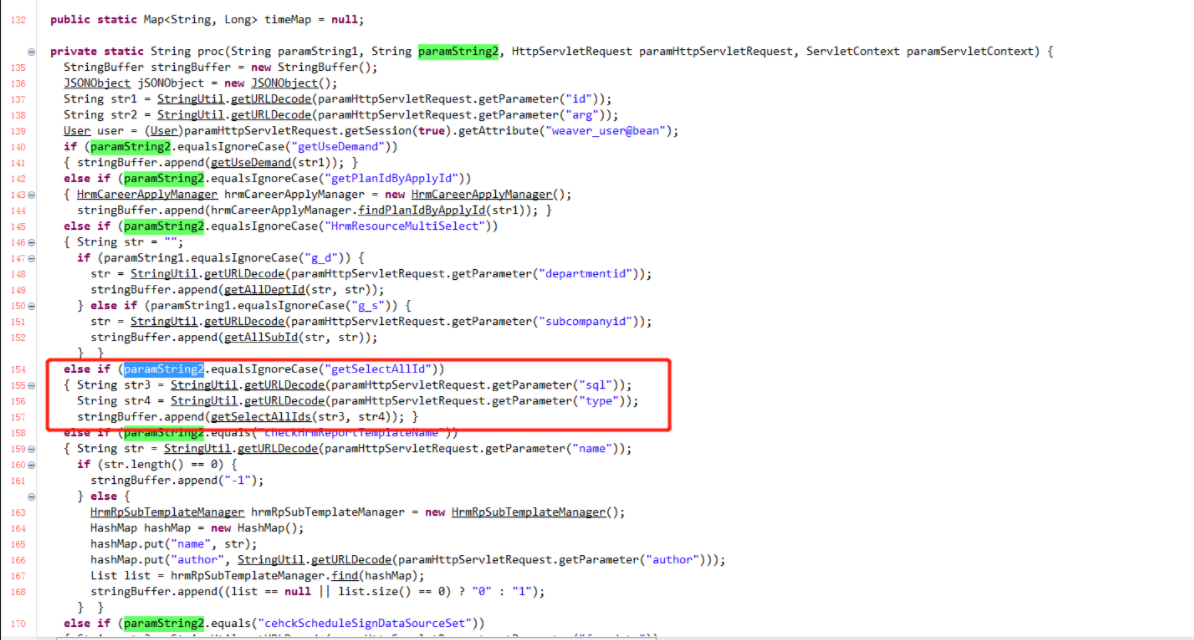 132 public static Map<String, Long> timeMap = null;
private static String proc(String paramString1, String paramString2, HttpServletRequest paramHttpServletRequest, ServletContext paramServletContext) {
135 StringBuffer stringBuffer = new StringBuffer();
136 JSONObject jSONObject = new JSONObject();
137 String str1 = StringUtil.getURLDecode(paramHttpServletRequest.getParameter("id"));
138 String str2 = StringUtil.getURLDecode(paramHttpServletRequest.getParameter("arg"));
139 User user = (User)paramHttpServletRequest.getSession(true).getAttribute("weaver_user@bean");
140 if (paramString2.equalsIgnoreCase("getUseDemand"))
141 { stringBuffer.append(getUseDemand(str1)); }
142 else if (paramString2.equalsIgnoreCase("getPlanIdByApplyId"))
143 { HrmCareerApplyManager hrmCareerApplyManager = new HrmCareerApplyManager();
144 stringBuffer.append(hrmCareerApplyManager.findPlanIdByApplyId(str1)); }
145 else if (paramString2.equalsIgnoreCase("HrmResourceMultiSelect"))
146 { String str = "";
147 if (paramString1.equalsIgnoreCase("g_d")) {
148 str = StringUtil.getURLDecode(paramHttpServletRequest.getParameter("departmentid"));
149 stringBuffer.append(getAllDeptId(str, str));
150 } else if (paramString1.equalsIgnoreCase("g_s")) {
151 str = StringUtil.getURLDecode(paramHttpServletRequest.getParameter("subcompanyid"));
152 stringBuffer.append(getAllSubId(str, str));
} }
154 else if (paramString2.equalsIgnoreCase("getSelectAllId"))
155 { String str3 = StringUtil.getURLDecode(paramHttpServletRequest.getParameter("sql"));
156 String str4 = StringUtil.getURLDecode(paramHttpServletRequest.getParameter("type"));
157 stringBuffer.append(getSelectAllIds(str3, str4)); }
158 else if (paramString2.equals("checkHrmReportTemplateName"))
159 { String str = StringUtil.getURLDecode(paramHttpServletRequest.getParameter("name"));
160 if (str.length() == 0) {
161 stringBuffer.append("-1");
} else {
163 HrmRpSubTemplateManager hrmRpSubTemplateManager = new HrmRpSubTemplateManager();
164 HashMap hashMap = new HashMap();
165 hashMap.put("name", str);
166 hashMap.put("author", StringUtil.getURLDecode(paramHttpServletRequest.getParameter("author")));
167 List list = hrmRpSubTemplateManager.find(hashMap);
168 stringBuffer.append((list == null || list.size() == 0) ? "0" : "1");
} }
170 else if (paramString2.equals("cehckScheduleSignDataSourceSet"))